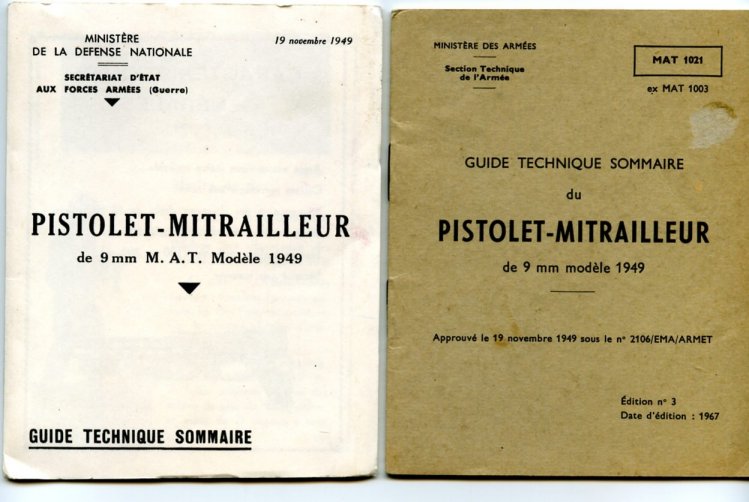 MINISTÈRE
DE LA DEFENSE NATIONALE
SECRÉTARIAT D'ÉTAT
AUX FORCES ARMÉES (Guerre)
19 novembre 1949
PISTOLET-MITRAILLEUR
de 9 mm M. A. T. Modèle 1949
GUIDE TECHNIQUE SOMMAIRE
MINISTÈRE DES ARMÉES
Section Technique
de l'Armée
MAT 1021
ex MAT 1003
GUIDE TECHNIQUE SOMMAIRE
du
PISTOLET-MITRAILLEUR
de 9 mm modèle 1949
Approuvé le 19 novembre 1949 sous le n° 2106/EMA/ARMET
Édition n° 3
Date d'édition : 1967